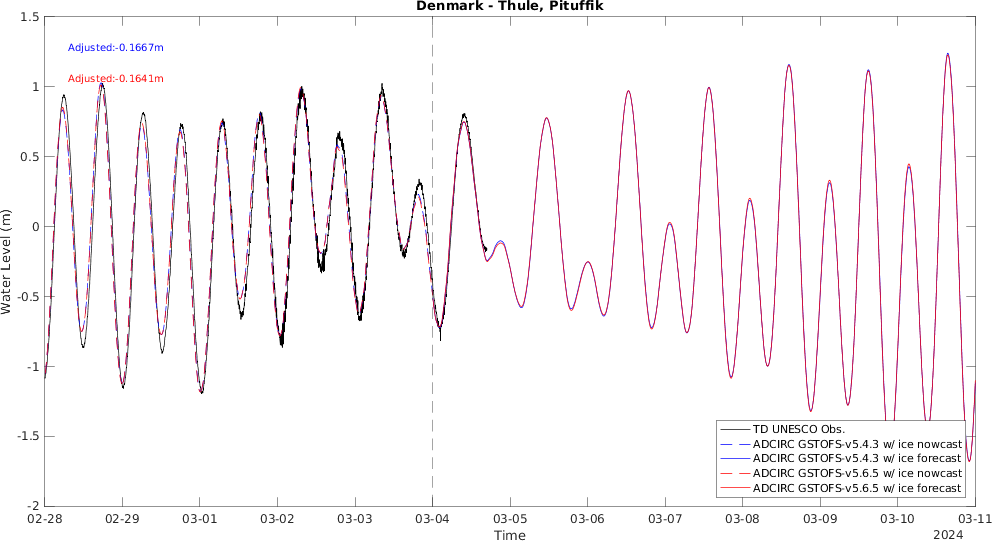 Denmark - Thule, Pituffik
1.5
1
0.5
0
-0.5
-1
-1.5
-2
Water Level (m)
Adjusted:-0.1667m
Adjusted:-0.1641m
TD UNESCO Obs.
ADCIRC GSTOFS-v5.4.3 w/ ice nowcast
ADCIRC GSTOFS-v5.4.3 w/ ice forecast
ADCIRC GSTOFS-v5.6.5 w/ ice nowcast
ADCIRC GSTOFS-v5.6.5 w/ ice forecast
02-28 02-29 03-01 03-02 03-03 03-04 03-05 03-06 03-07 03-08 03-09 03-10 03-11
Time
2024